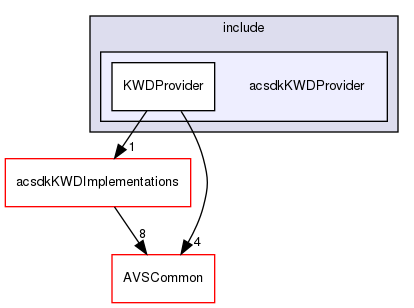 include
KWDProvider
acsdkKWDProvider
1
acsdkKWDImplementations
8
4
AVSCommon